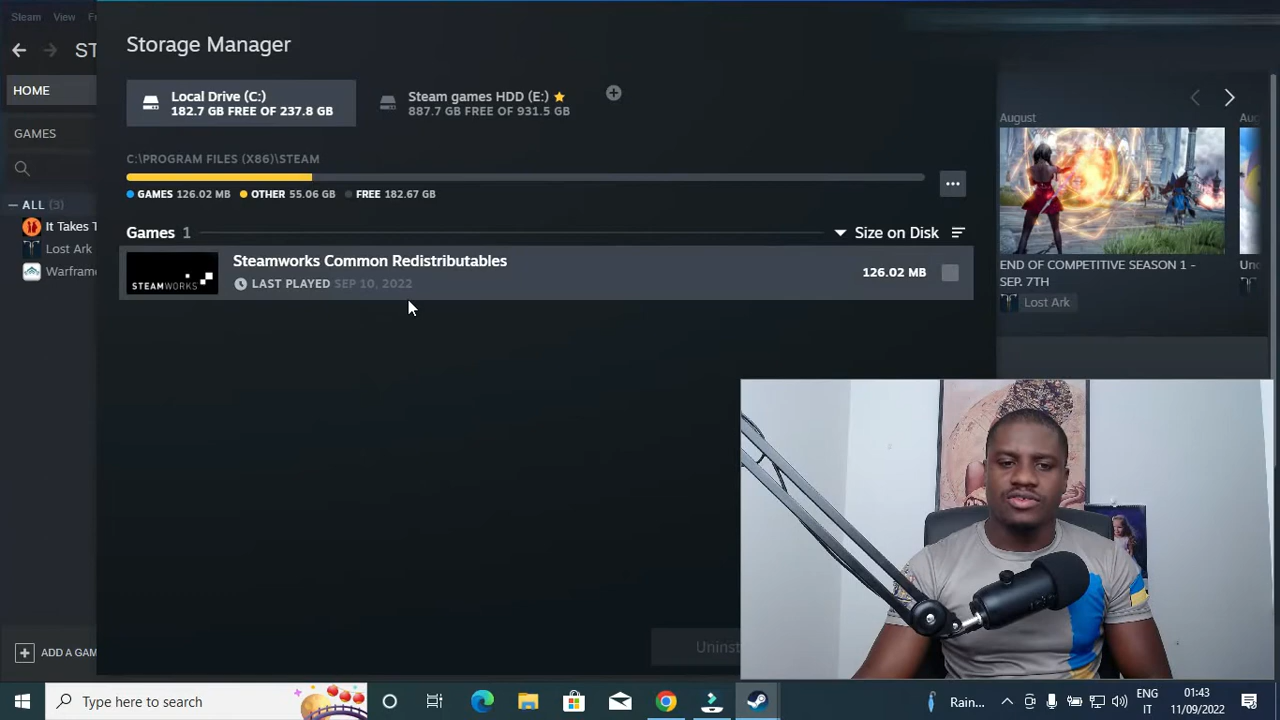 Steam View
ST
Storage Manager
HOME
Local Drive (C:)
182.7 GB FREE OF 237.8 GB
Steam games HDD (E:)
887.7 GB FREE OF 931.5 GB
August
GAMES
C:\PROGRAM FILES (X86)\STEAM
GAMES 126.02 MB OTHER 55.06 GB FREE 182.67 GB
ALL (3)
Games 1
Size on Disk
It Takes T
Lost Ark
Warframe
STEAMWORKS
Steamworks Common Redistributables
LAST PLAYED SEP 10, 2022
126.02 MB
END OF COMPETITIVE SEASON 1 -
SEP. 7TH
Lost Ark
ADD A GAM
Uninst
Type here to search
Rain...
ENG
IT
01:43
11/09/2022